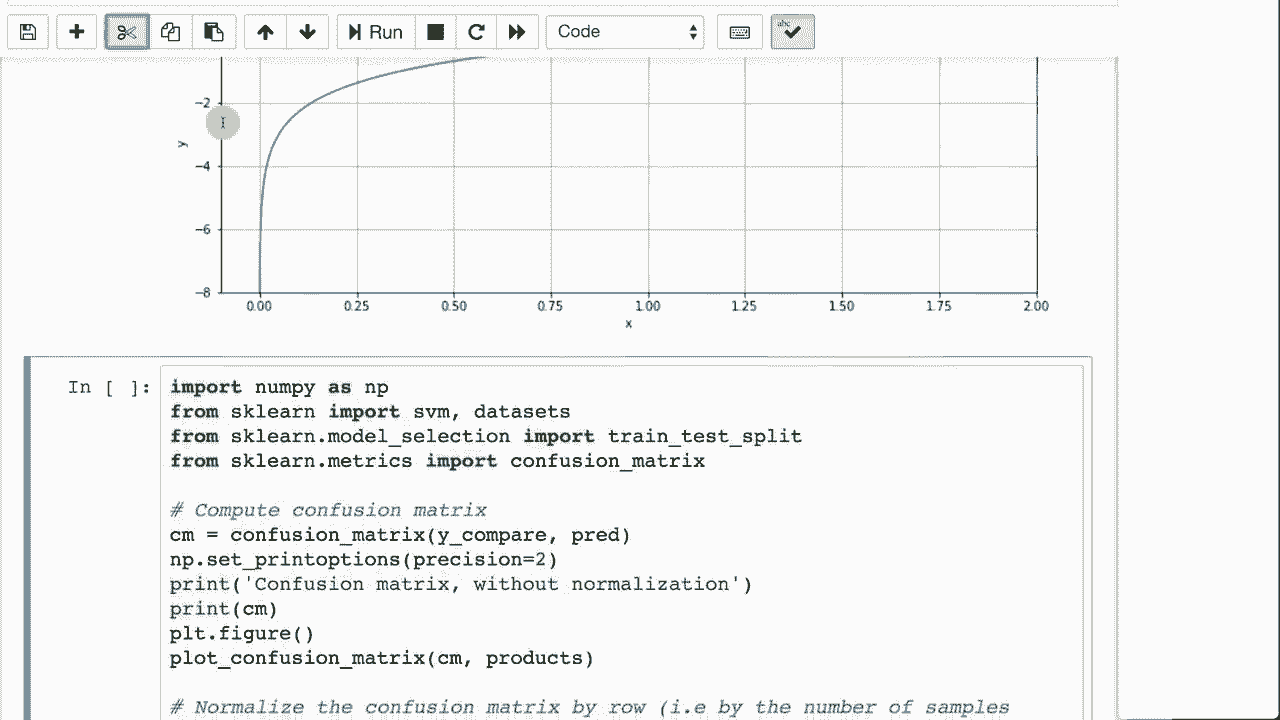 Run
Code
abc
−2
−4
−6
−8
y
0.00 0.25 0.50 0.75 1.00 1.25 1.50 1.75 2.00
x
In [ ]:
import numpy as np
from sklearn import svm, datasets
from sklearn.model_selection import train_test_split
from sklearn.metrics import confusion_matrix
# Compute confusion matrix
cm = confusion_matrix(y_compare, pred)
np.set_printoptions(precision=2)
print('Confusion matrix, without normalization')
print(cm)
plt.figure()
plot_confusion_matrix(cm, products)
# Normalize the confusion matrix by row (i.e by the number of samples